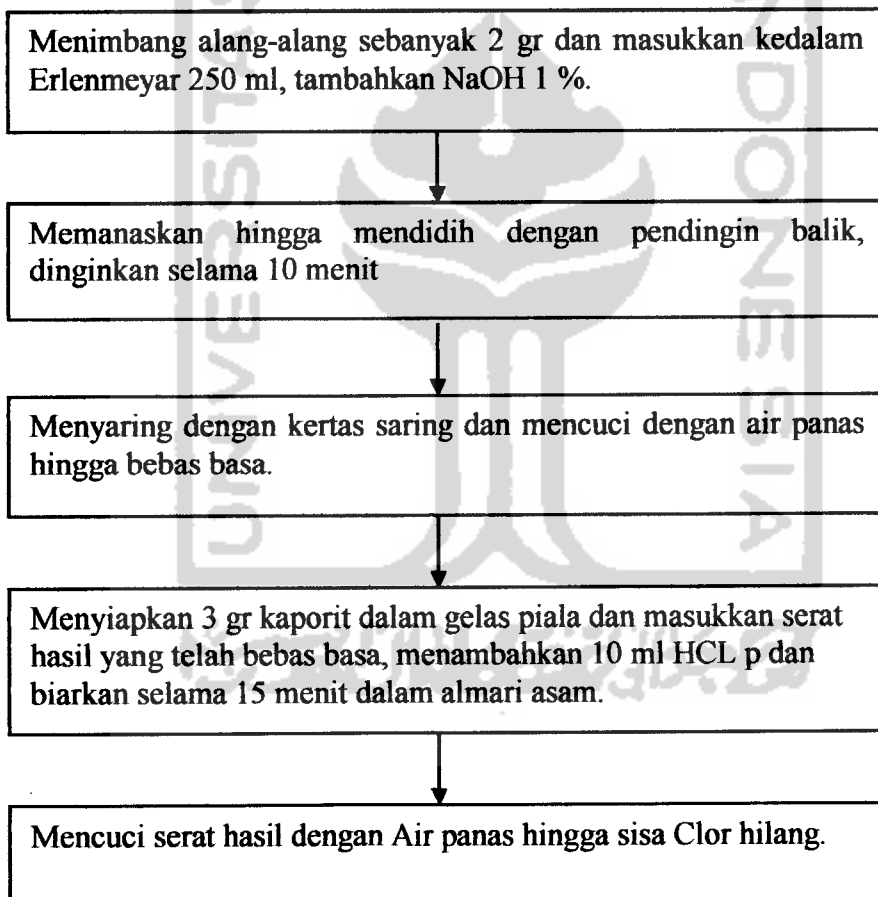 Menimbang alang-alang sebanyak 2 gr dan masukkan kedalam
Erlenmeyar 250 ml, tambahkan NaOH 1 %.
Memanaskan hingga mendidih dengan pendingin balik,
dinginkan selama 10 menit
Menyaring dengan kertas saring dan mencuci dengan air panas
hingga bebas basa.
Menyiapkan 3 gr kaporit dalam gelas piala dan masukkan serat
hasil yang telah bebas basa, menambahkan 10 ml HCL p dan
biarkan selama 15 menit dalam almari asam.
Mencuci serat hasil dengan Air panas hingga sisa Clor hilang.